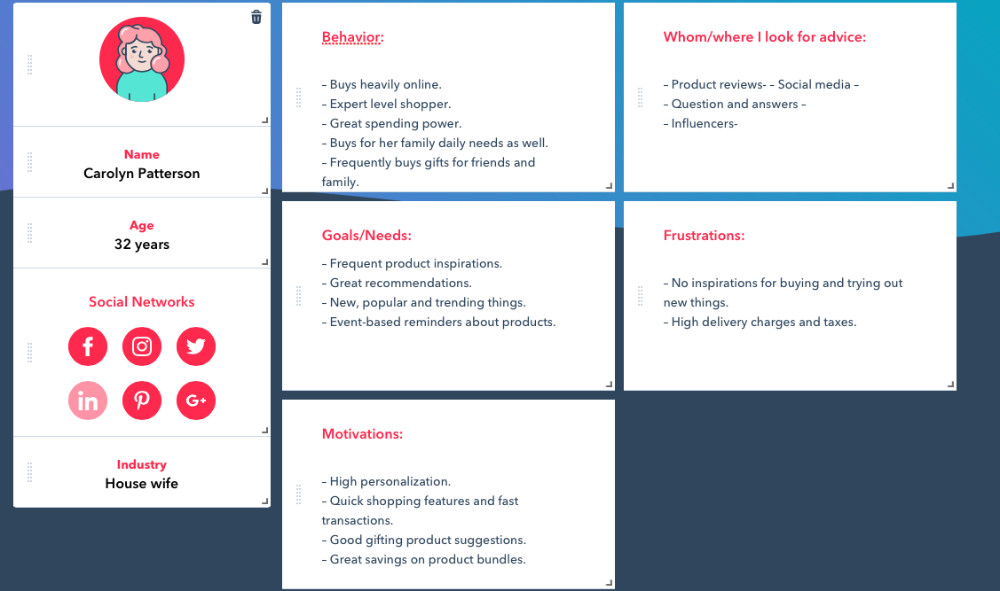 Name
Carolyn Patterson
Age
32 years
Social Networks
f
in
G+
Industry
House wife
Behavior:
– Buys heavily online.
– Expert level shopper.
– Great spending power.
– Buys for her family daily needs as well.
– Frequently buys gifts for friends and
family.
Whom/where I look for advice:
– Product reviews- – Social media –
– Question and answers –
– Influencers-
Goals/Needs:
– Frequent product inspirations.
– Great recommendations.
– New, popular and trending things.
– Event-based reminders about products.
Frustrations:
– No inspirations for buying and trying out
new things.
– High delivery charges and taxes.
Motivations:
– High personalization.
– Quick shopping features and fast
transactions.
– Good gifting product suggestions.
– Great savings on product bundles.